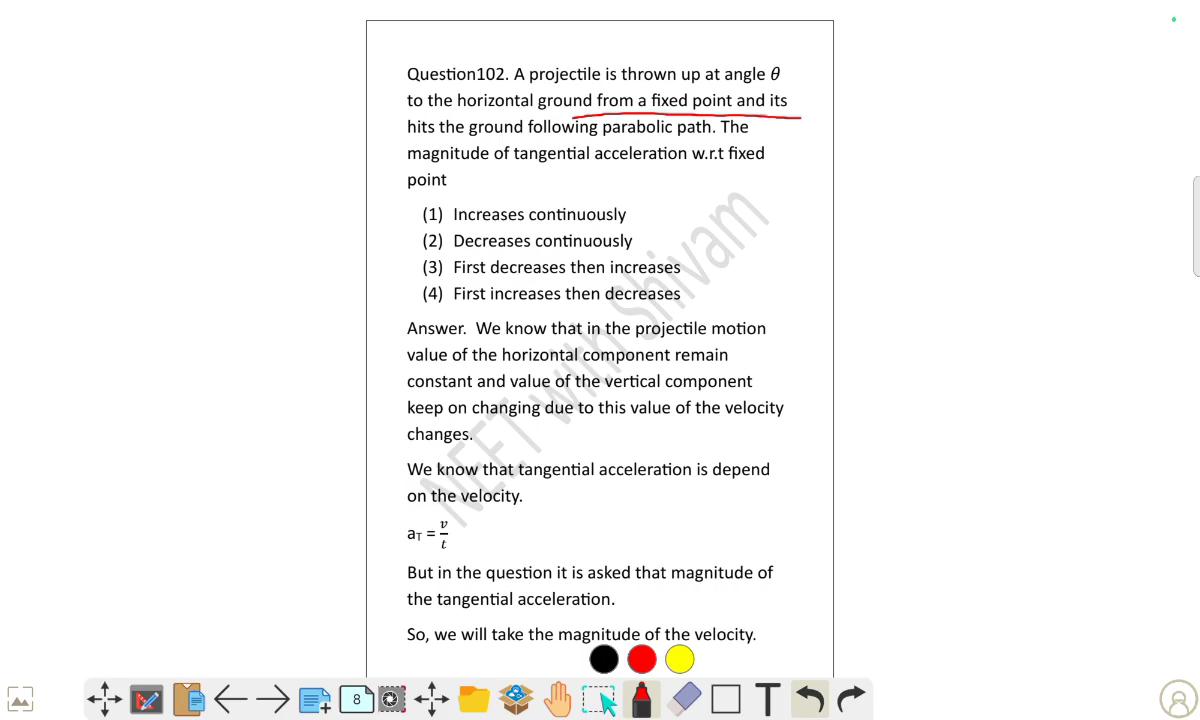 Question102. A projectile is thrown up at angle θ
to the horizontal ground from a fixed point and its
hits the ground following parabolic path. The
magnitude of tangential acceleration w.r.t fixed
point
(1) Increases continuously
(2) Decreases continuously
(3) First decreases then increases
(4) First increases then decreases
Answer. We know that in the projectile motion
value of the horizontal component remain
constant and value of the vertical component
keep on changing due to this value of the velocity
changes.
We know that tangential acceleration is depend
on the velocity.
aT = v/t
But in the question it is asked that magnitude of
the tangential acceleration.
So, we will take the magnitude of the velocity.
NEET with Shivam
8
T